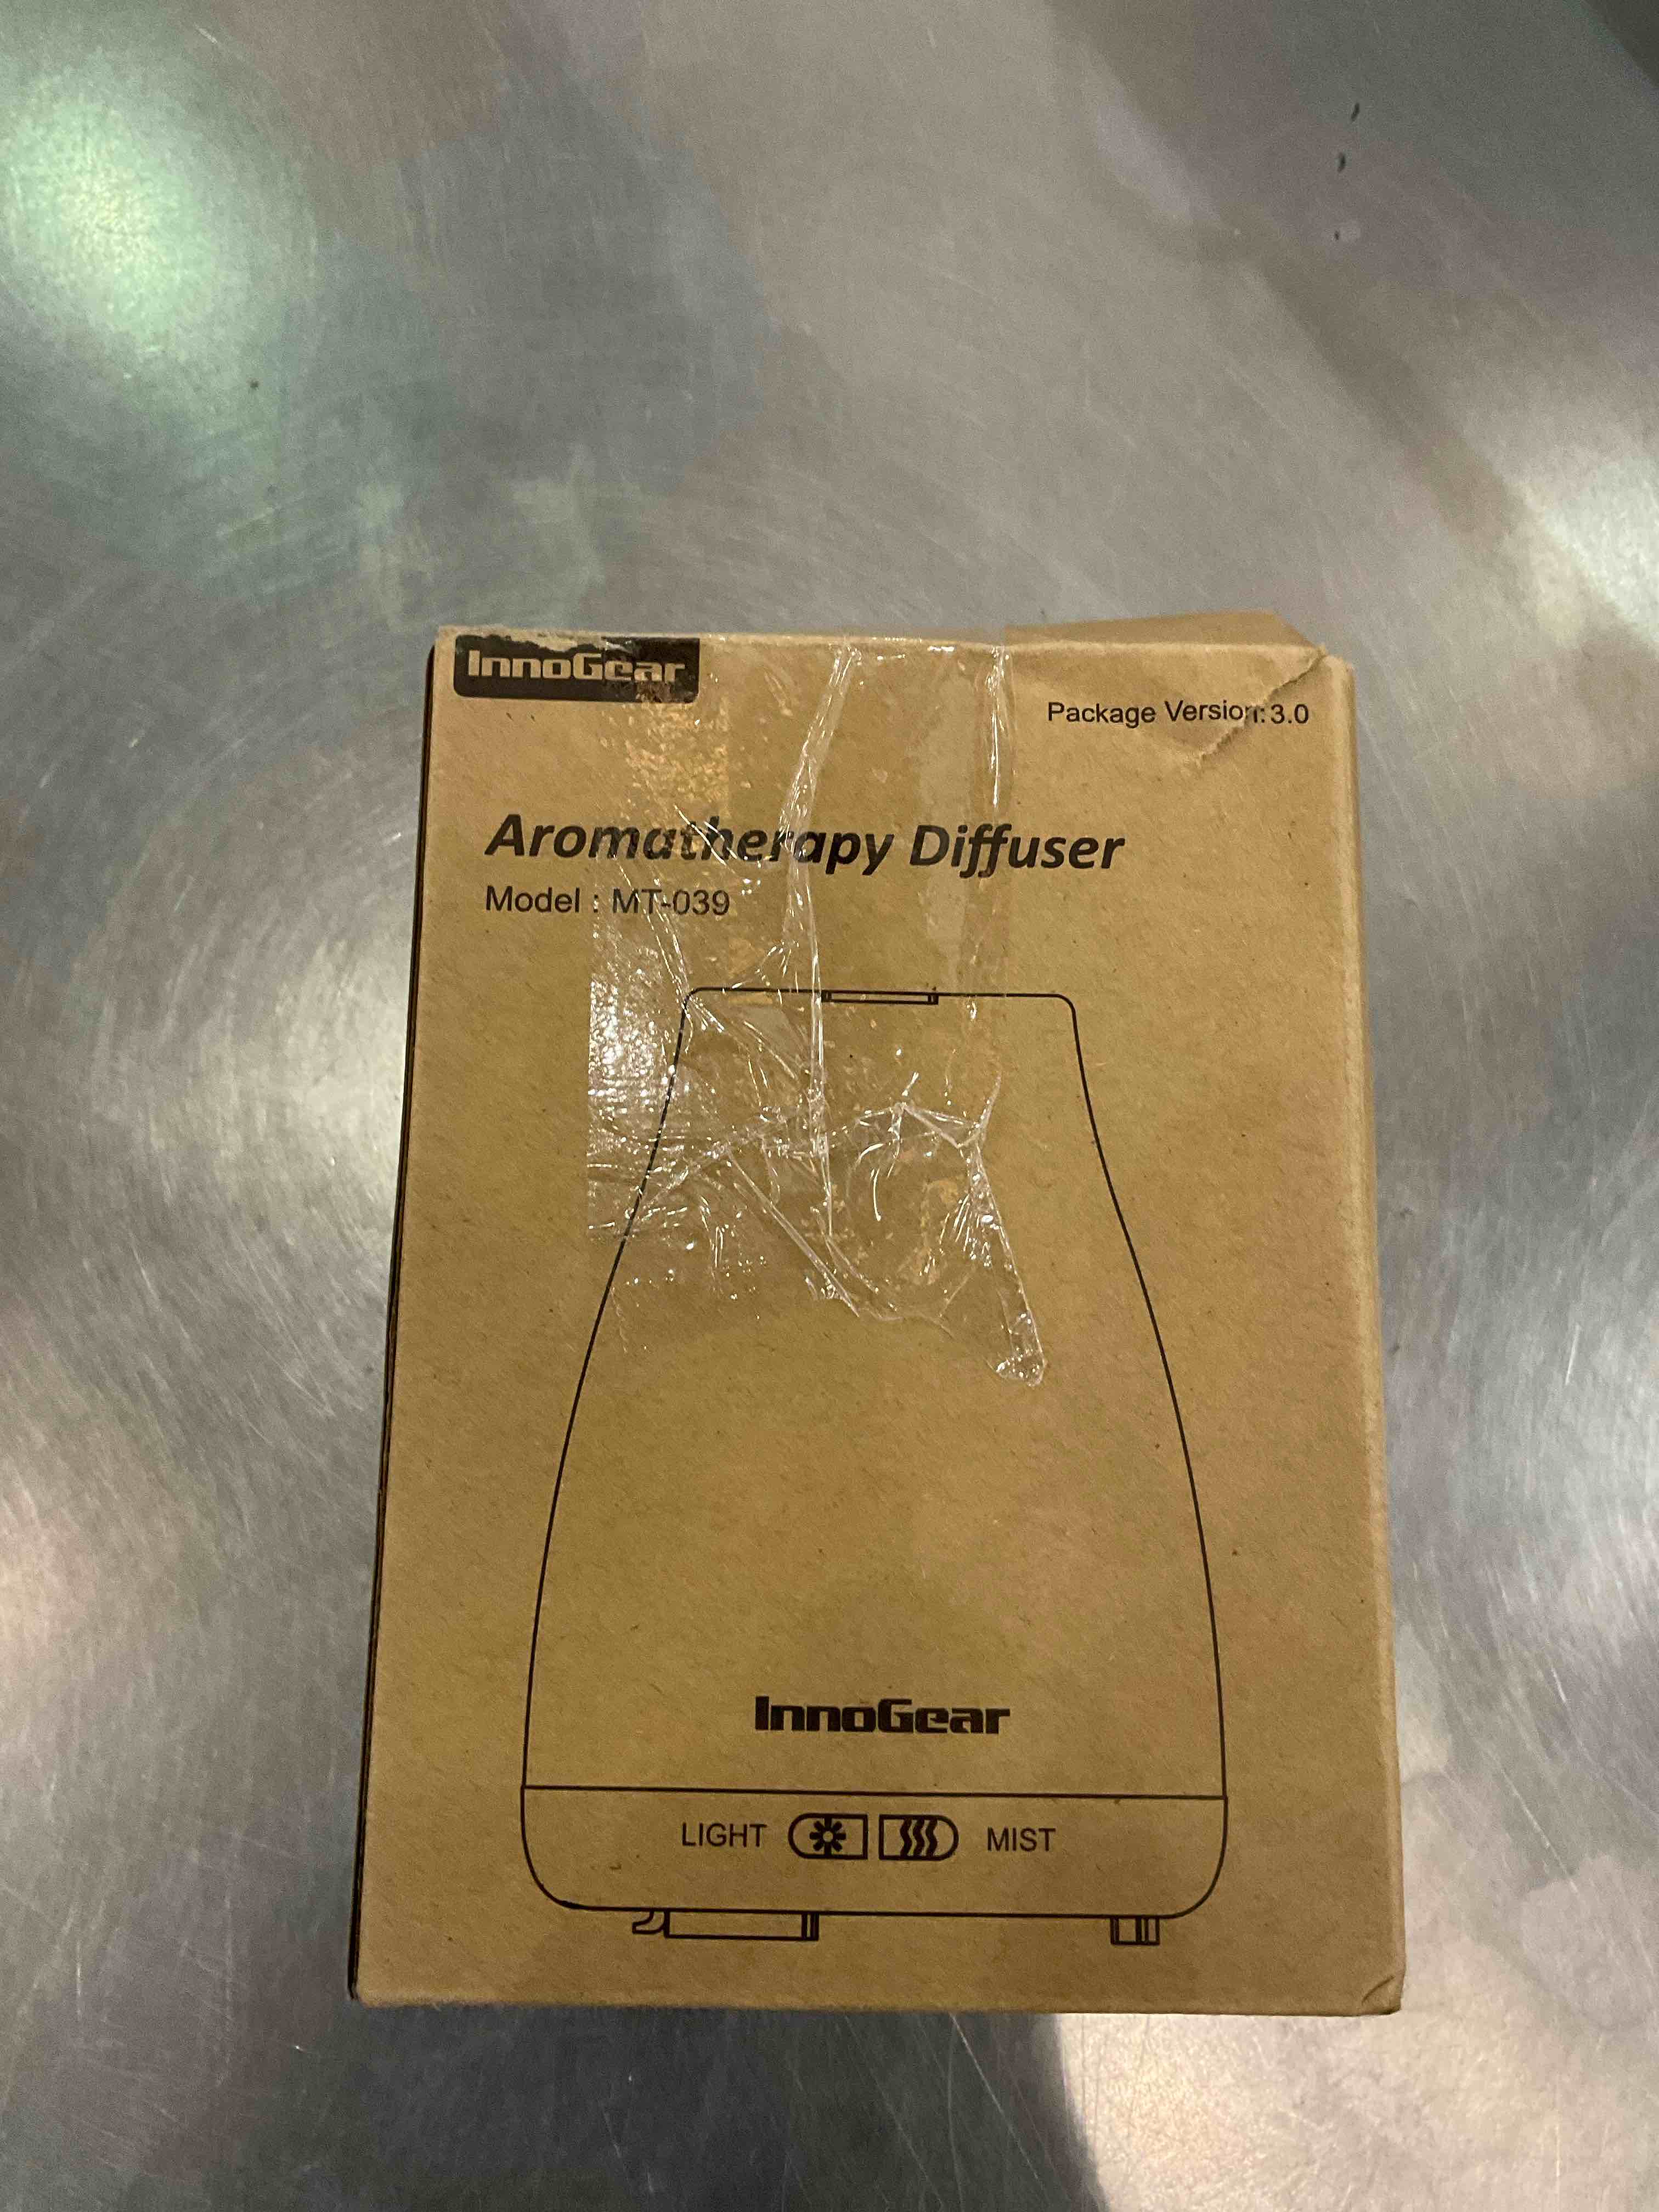 InnoGear
Package Version: 3.0
Aromatherapy Diffuser
Model : MT-039
InnoGear
LIGHT MIST